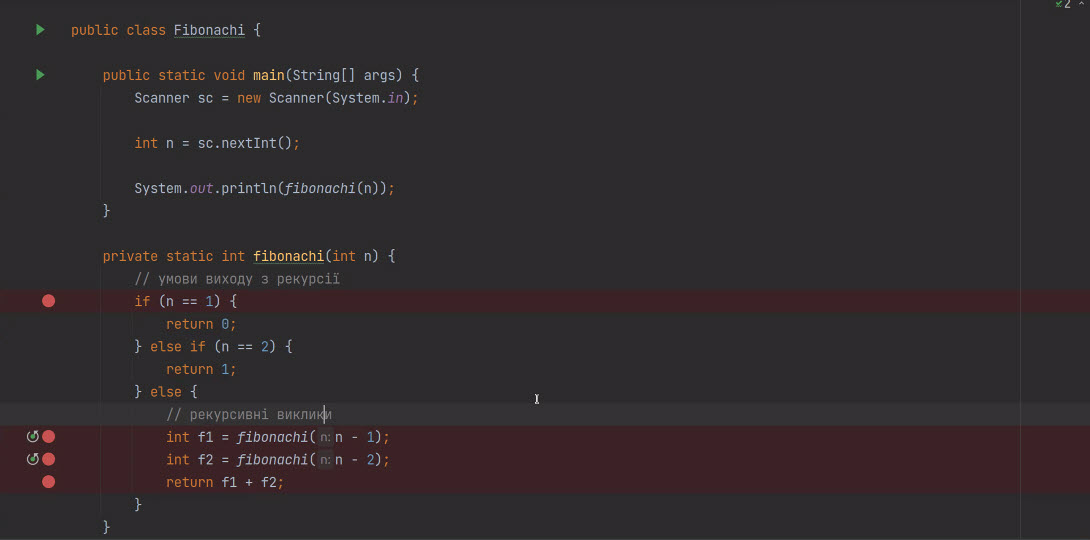 2
public class Fibonachi {
public static void main(String[] args) {
Scanner sc = new Scanner(System.in);
int n = sc.nextInt();
System.out.println(fibonachi(n));
}
private static int fibonachi(int n) {
// умови виходу з рекурсії
if (n == 1) {
return 0;
} else if (n == 2) {
return 1;
} else {
// рекурсивні виклики
int f1 = fibonachi( n: n - 1);
int f2 = fibonachi( n: n - 2);
return f1 + f2;
}
}